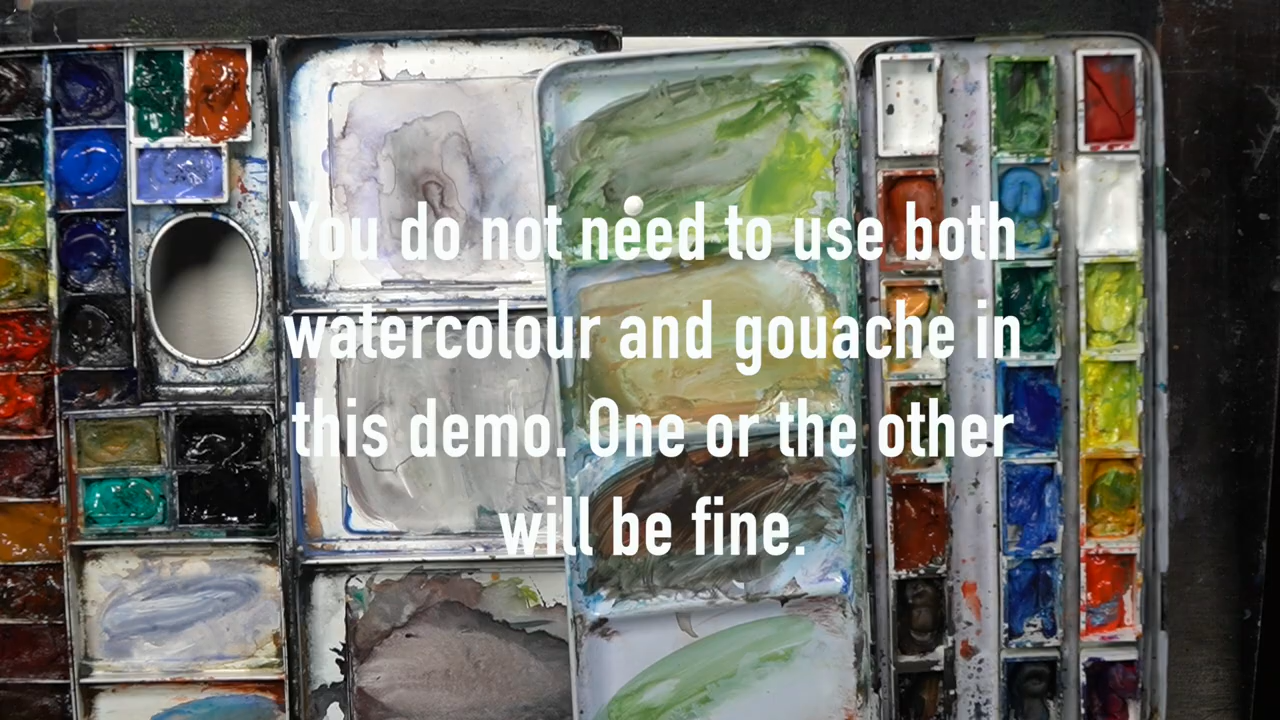 You do not need to use both
watercolour and gouache in
this demo. One or the other
will be fine.